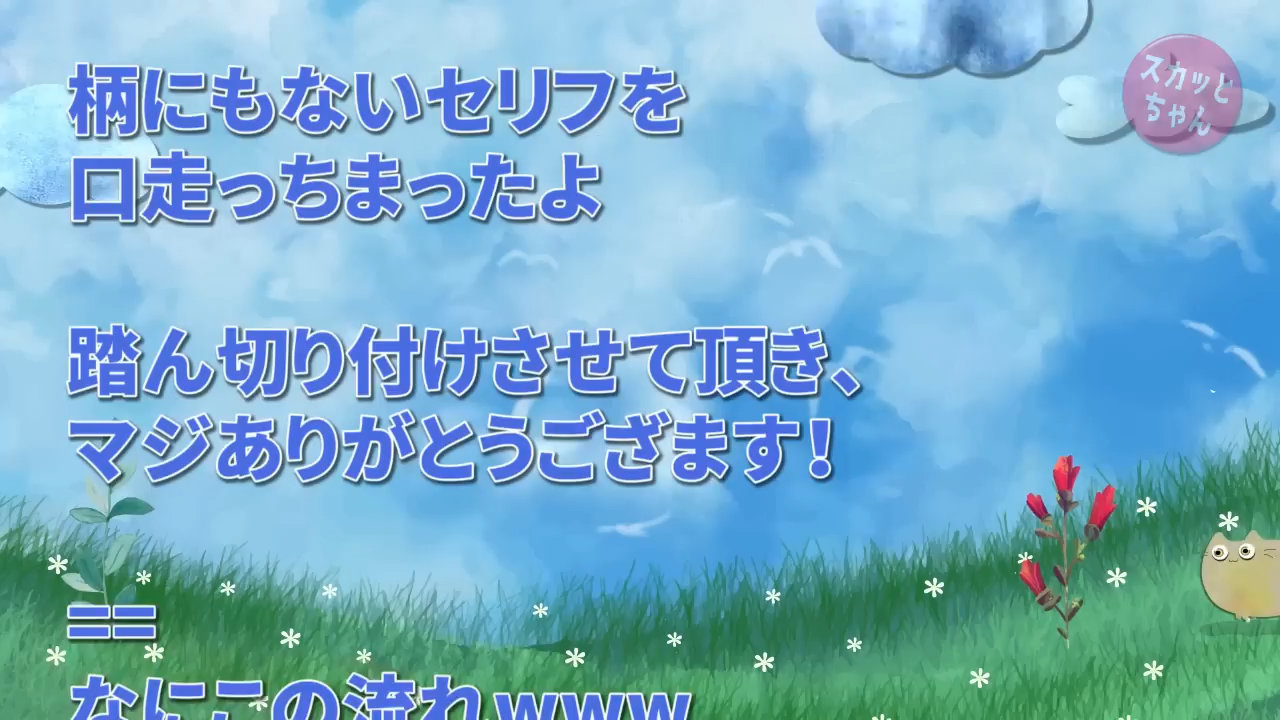 柄にもないセリフを
口走っちまったよ
踏ん切り付けさせて頂き、
マジありがとうござます！
==
なにこの流れwww
スカッと
ちゃん